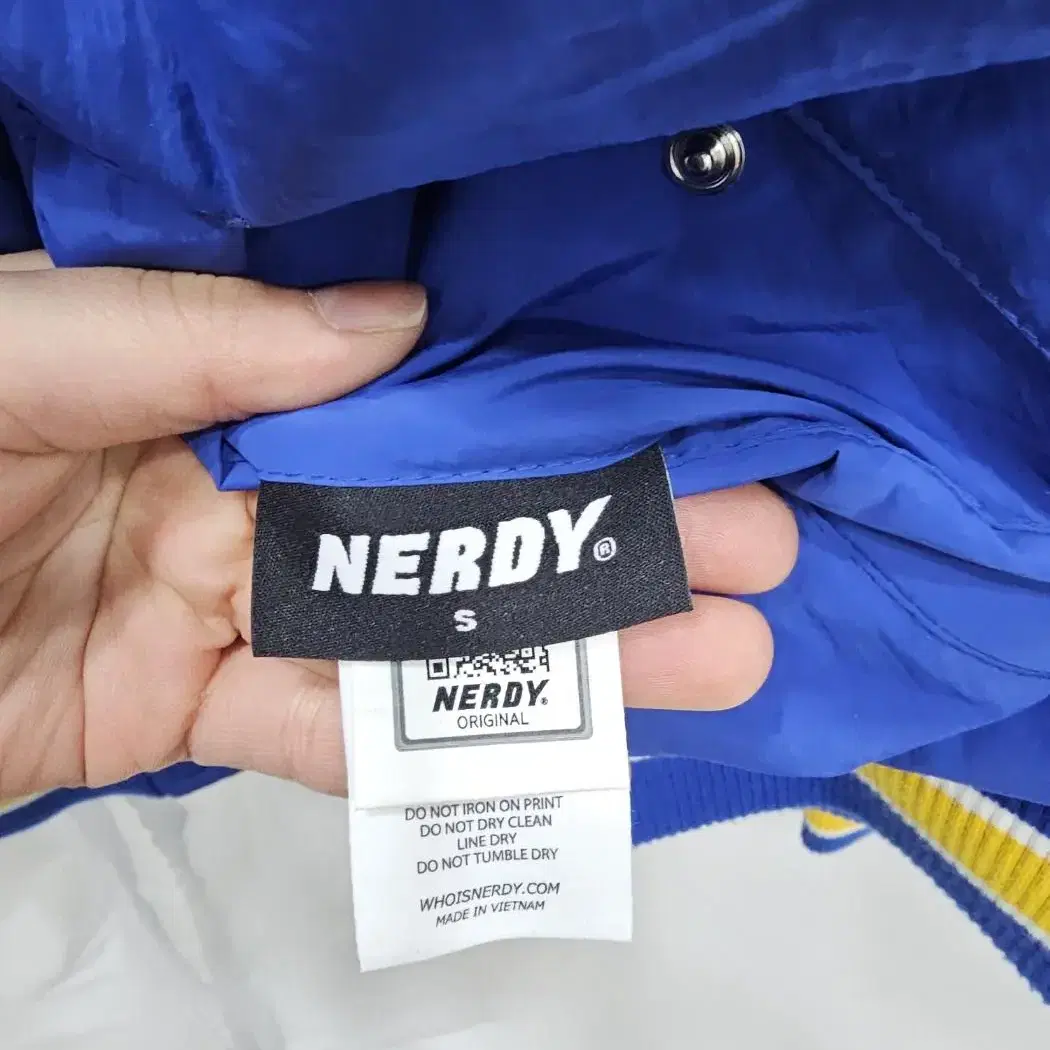 NERDY®
S
NERDY.
ORIGINAL
DO NOT IRON ON PRINT
DO NOT DRY CLEAN
LINE DRY
DO NOT TUMBLE DRY
WHOISNERDY.COM
MADE IN VIETNAM